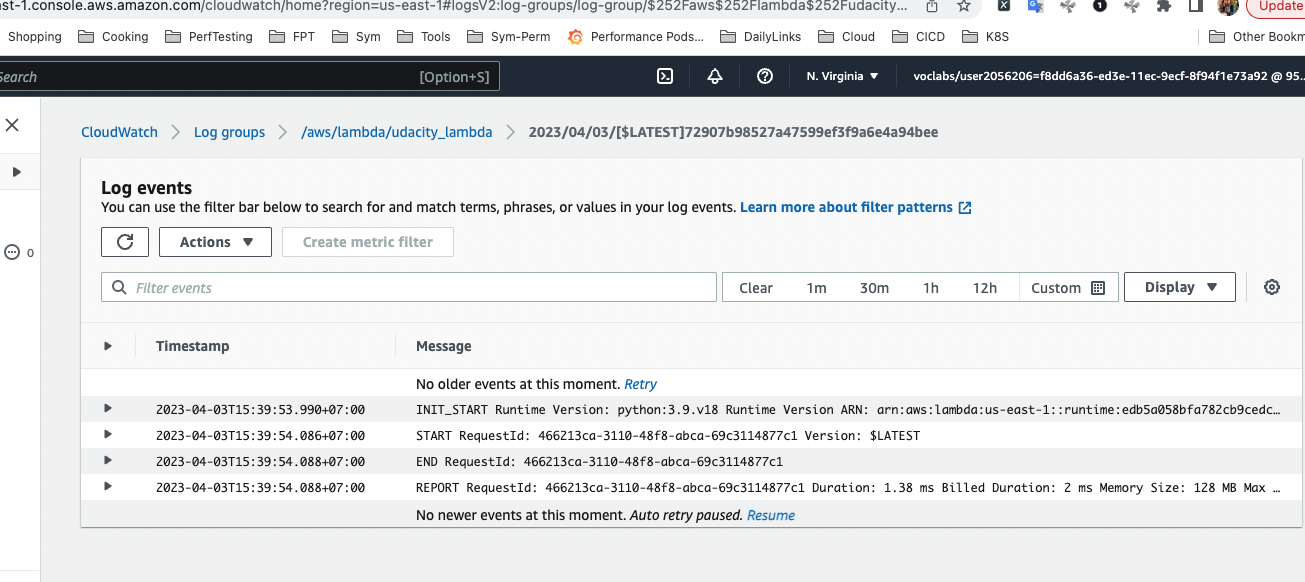 st-1.console.aws.amazon.com/cloudwatch/home?region=us-east-1#logsV2:log-groups/log-group/$252Faws$252Flambda$252Fudacity...
Update
Shopping Cooking PerfTesting FPT Sym Tools Sym-Perm Performance Pods... DailyLinks Cloud CICD K8S Other Bookm
Search [Option+S] N. Virginia ▼ voclabs/user2056206=f8dd6a36-ed3e-11ec-9ecf-8f94f1e73a92 @ 95...
CloudWatch > Log groups > /aws/lambda/udacity_lambda > 2023/04/03/[$LATEST]72907b98527a47599ef3f9a6e4a94bee
Log events
You can use the filter bar below to search for and match terms, phrases, or values in your log events. Learn more about filter patterns
Actions ▼ Create metric filter
0
Filter events Clear 1m 30m 1h 12h Custom Display ▼
Timestamp Message
No older events at this moment. Retry
2023-04-03T15:39:53.990+07:00 INIT_START Runtime Version: python:3.9.v18 Runtime Version ARN: arn:aws:lambda:us-east-1::runtime:edb5a058bfa782cb9cedc...
2023-04-03T15:39:54.086+07:00 START RequestId: 466213ca-3110-48f8-abca-69c3114877c1 Version: $LATEST
2023-04-03T15:39:54.088+07:00 END RequestId: 466213ca-3110-48f8-abca-69c3114877c1
2023-04-03T15:39:54.088+07:00 REPORT RequestId: 466213ca-3110-48f8-abca-69c3114877c1 Duration: 1.38 ms Billed Duration: 2 ms Memory Size: 128 MB Max ...
No newer events at this moment. Auto retry paused. Resume